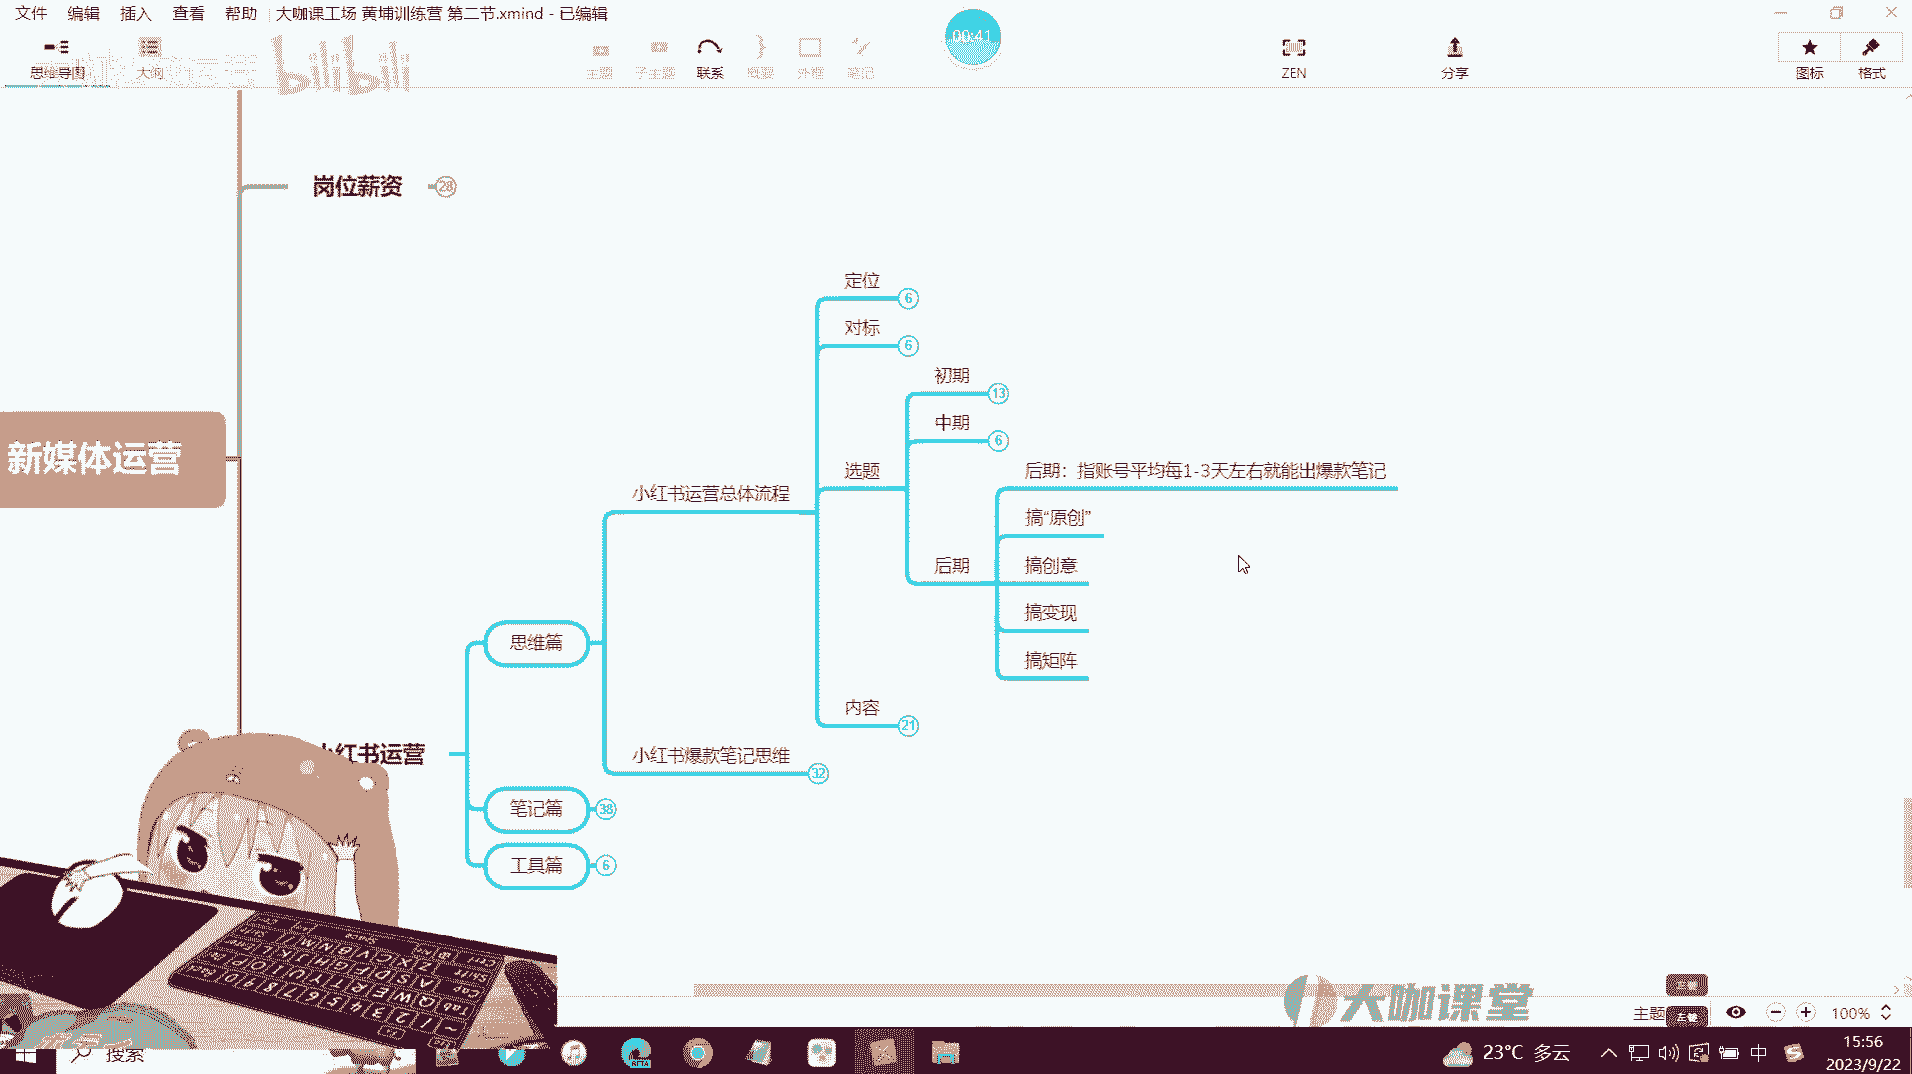 文件 编辑 插入 查看 帮助 大咖课工场 黄埔训练营 第二节.xmind - 已编辑
00:41
思维导图 大纲 bilibili 主题 子主题 联系 概要 外框 笔记 ZEN 分享 图标 格式
岗位薪资 28
定位 6
对标 6
初期 13
中期 6
新媒体运营
选题
后期：指账号平均每1-3天左右就能出爆款笔记
小红书运营总体流程
搞“原创”
后期
搞创意
搞变现
思维篇
搞矩阵
内容 21
小红书运营
小红书爆款笔记思维 32
笔记篇 38
工具篇 6
大咖课堂
主题
100%
搜索
BETA
23°C 多云
中
15:56
2023/9/22